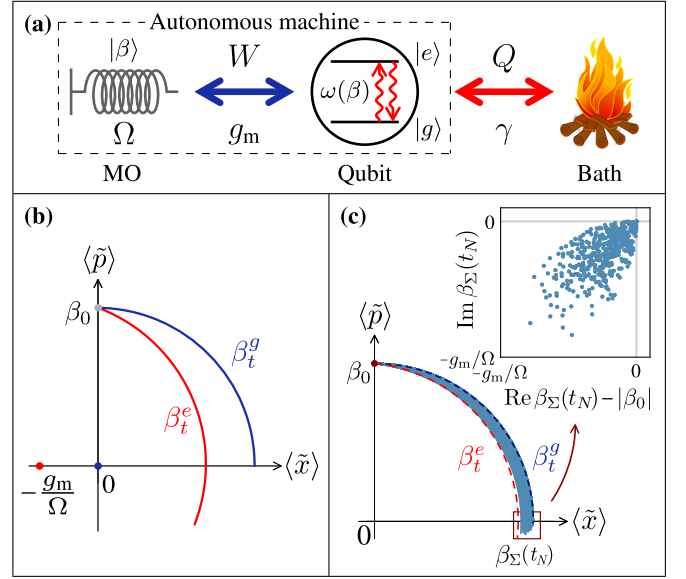 (a)
Autonomous machine
|β⟩
W
|e⟩
Q
ω(β)
Ω
g_m
|g⟩
γ
MO
Qubit
Bath
(b)
⟨p̃⟩
β_0
β_t^g
β_t^e
⟨x̃⟩
−g_m/Ω
0
(c)
0
Im β_Σ(t_N)
⟨p̃⟩
−g_m/Ω
−g_m/Ω
0
β_0
Re β_Σ(t_N)−|β_0|
β_t^e
β_t^g
⟨x̃⟩
0
β_Σ(t_N)